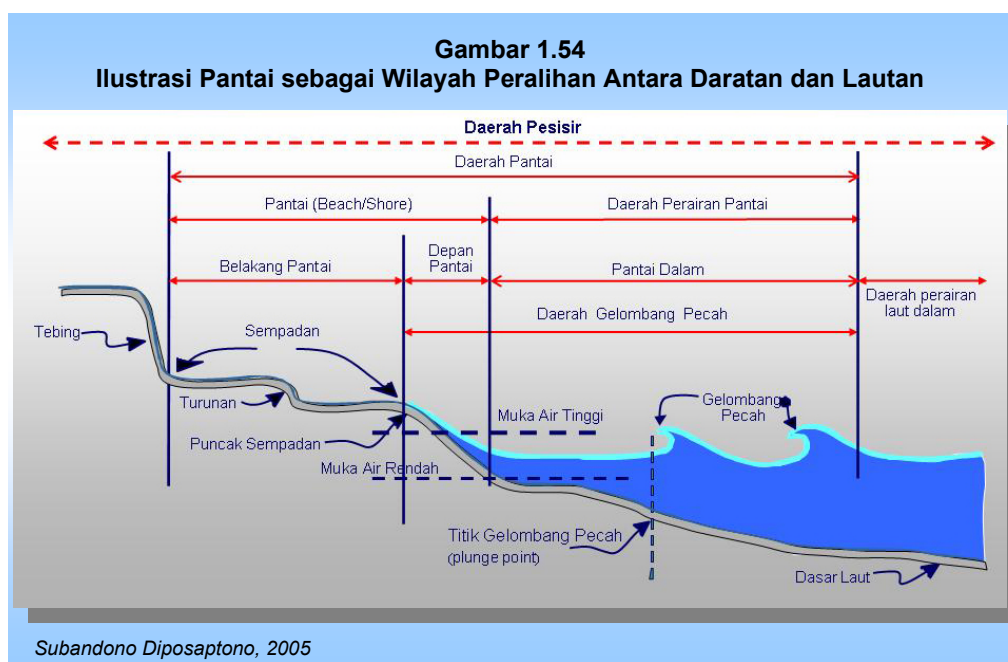 Gambar 1.54
Ilustrasi Pantai sebagai Wilayah Peralihan Antara Daratan dan Lautan
Daerah Pesisir
Daerah Pantai
Pantai (Beach/Shore)
Daerah Perairan Pantai
Belakang Pantai
Depan
Pantai
Pantai Dalam
Daerah perairan
laut dalam
Daerah Gelombang Pecah
Tebing
Sempadan
Turunan
Gelombang
Pecah
Muka Air Tinggi
Puncak Sempadan
Muka Air Rendah
Titik Gelombang Pecah
(plunge point)
Dasar Laut
Subandono Diposaptono, 2005